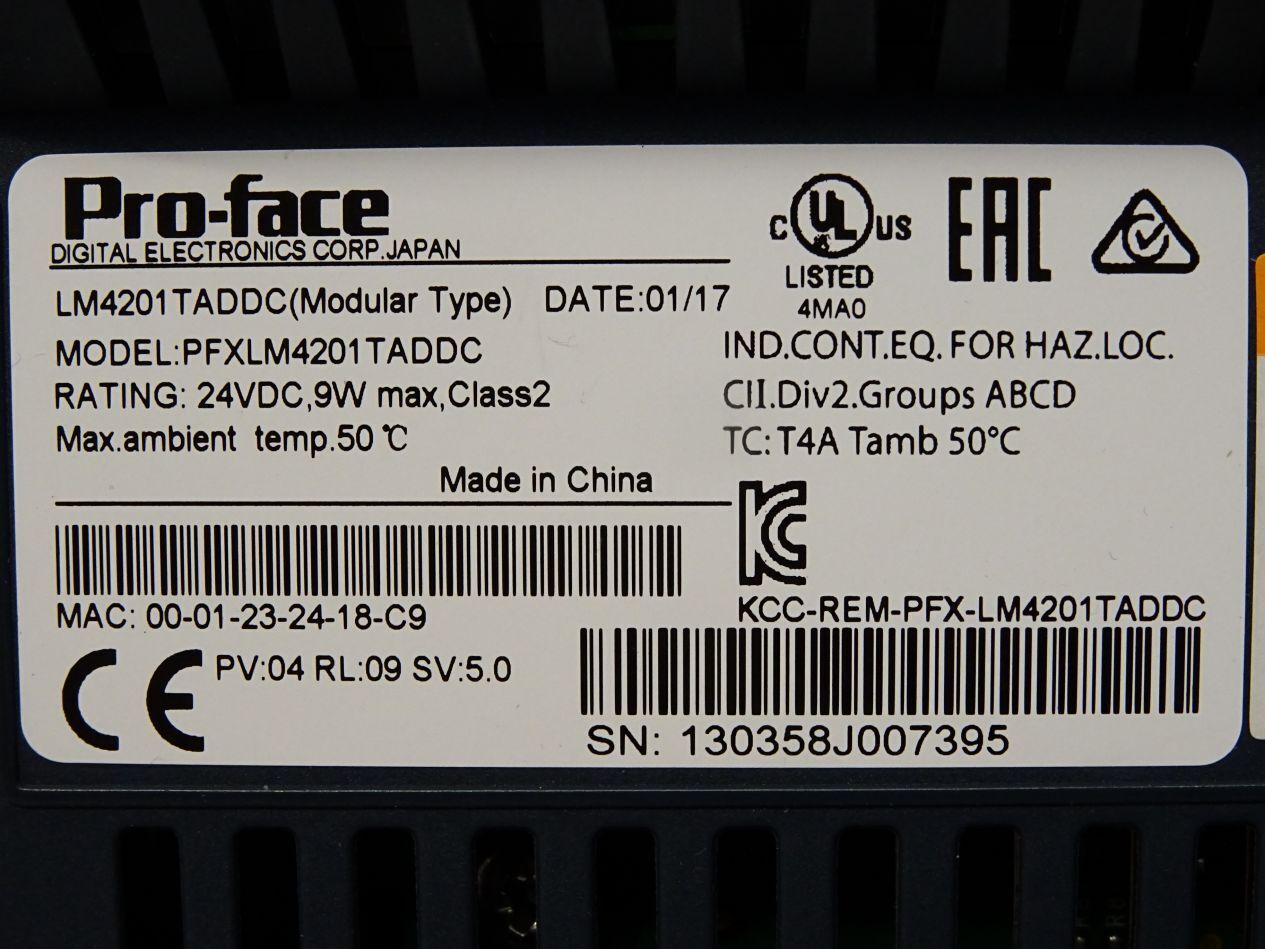 Pro-face
DIGITAL ELECTRONICS CORP.JAPAN
LM4201TADDC(Modular Type) DATE:01/17
MODEL:PFXLM4201TADDC
RATING: 24VDC,9W max,Class2
Max.ambient temp.50℃
Made in China
MAC: 00-01-23-24-18-C9
CE PV:04 RL:09 SV:5.0
C UL US
LISTED
4MA0
EAC
IND.CONT.EQ. FOR HAZ.LOC.
CII.Div2.Groups ABCD
TC: T4A Tamb 50°C
KC
KCC-REM-PFX-LM4201TADDC
SN: 130358J007395